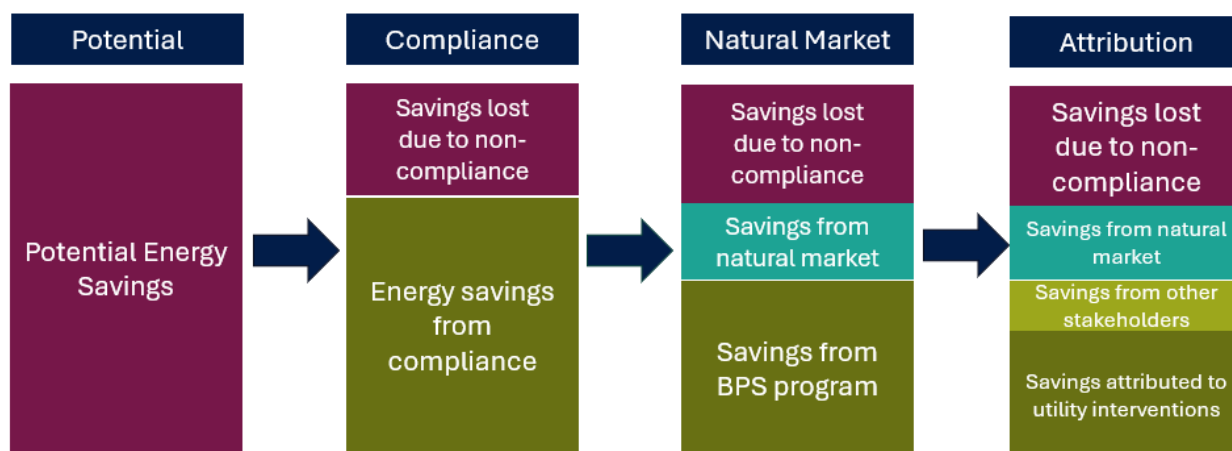 Potential
Potential Energy
Savings
Compliance
Savings lost
due to non-
compliance
Energy savings
from
compliance
Natural Market
Savings lost
due to non-
compliance
Savings from
natural market
Savings from
BPS program
Attribution
Savings lost
due to non-
compliance
Savings from natural
market
Savings from other
stakeholders
Savings attributed to
utility interventions